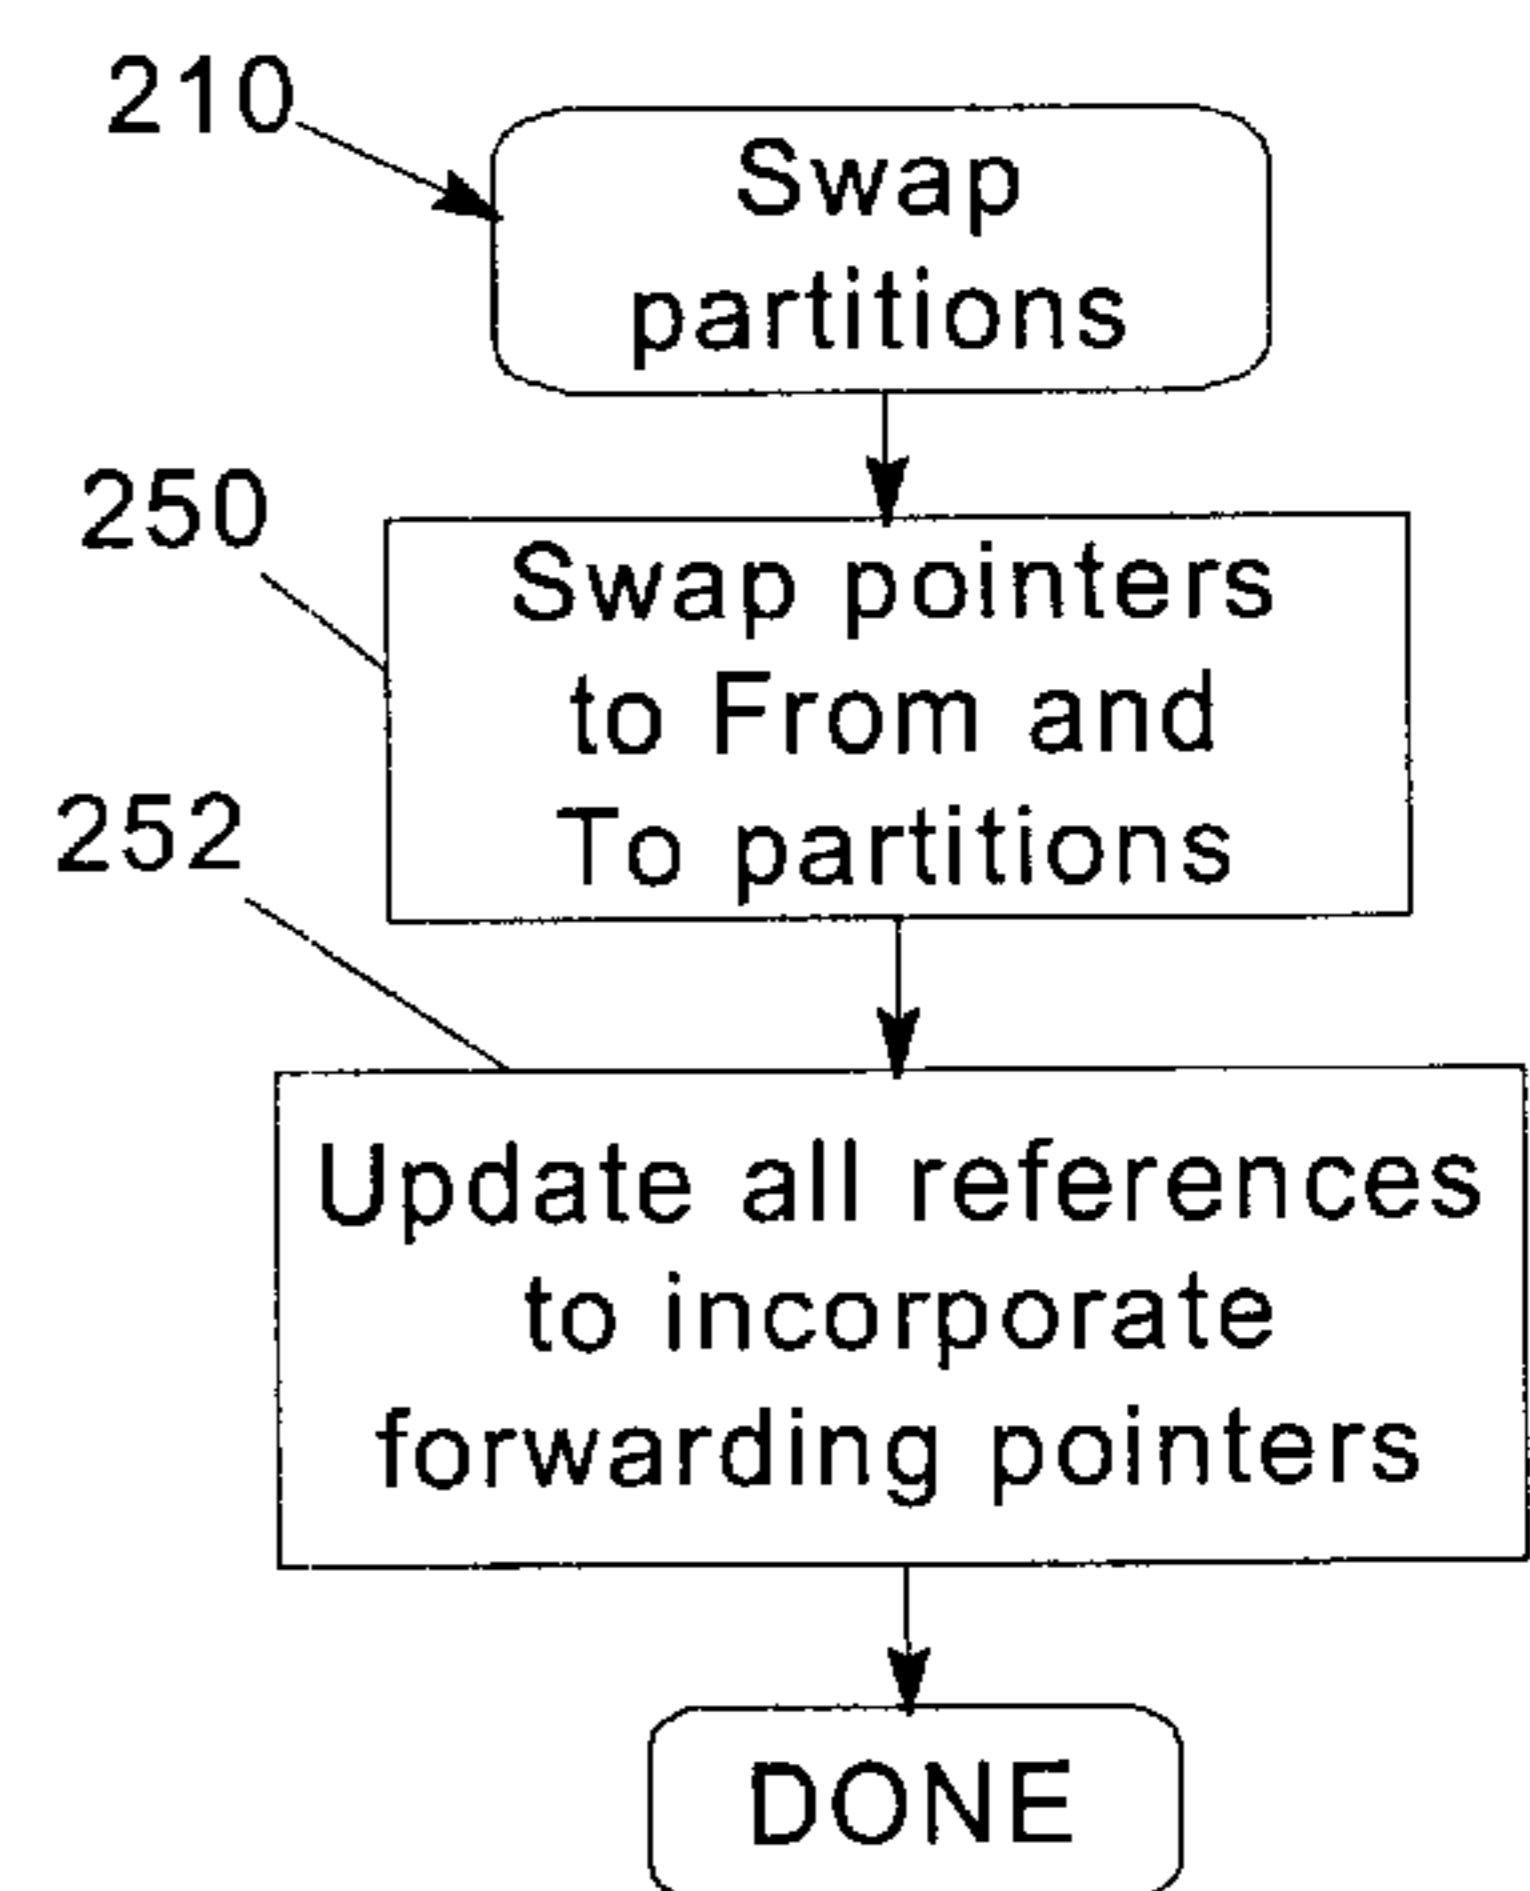 210
Swap
partitions
250
Swap pointers
to From and
To partitions
252
Update all references
to incorporate
forwarding pointers
DONE